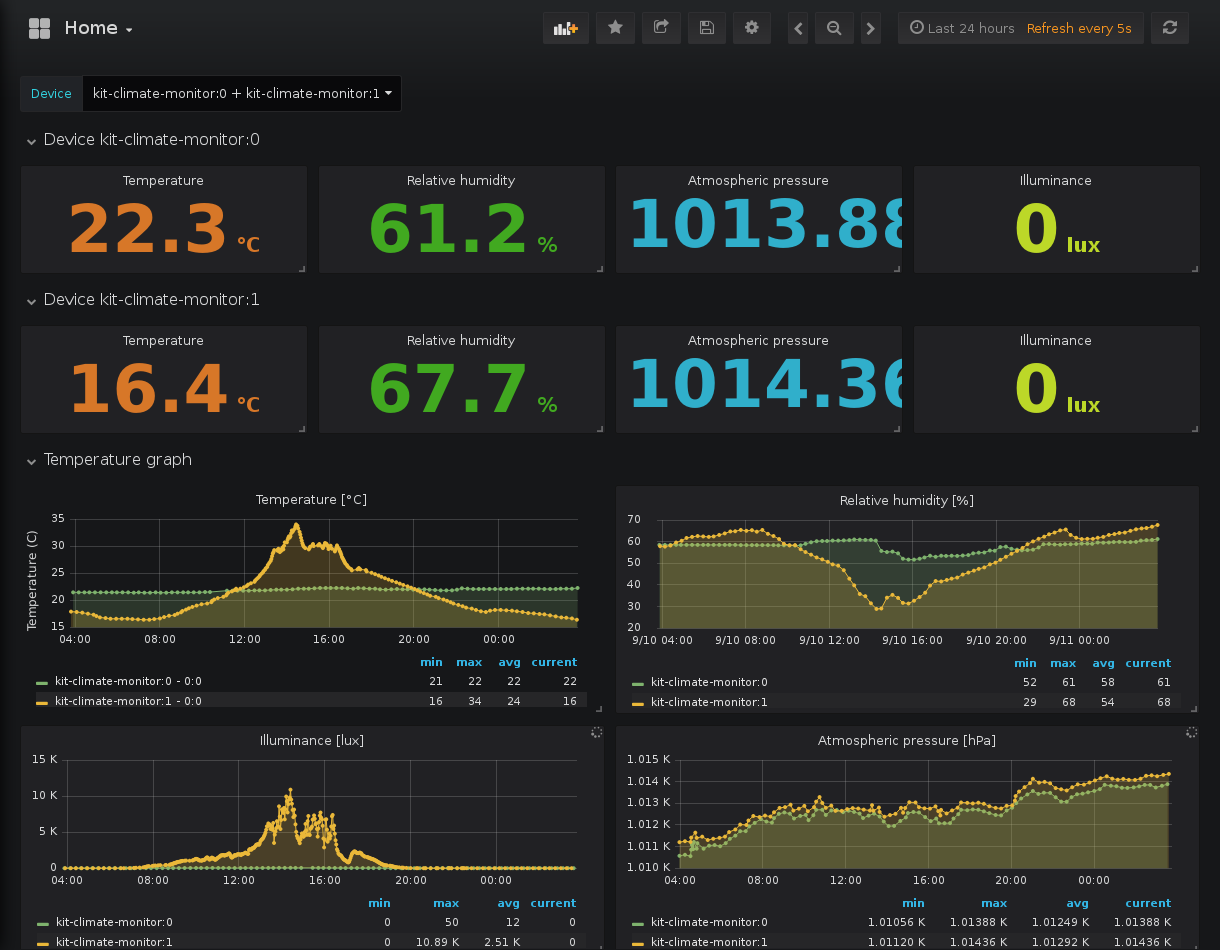 Home
Last 24 hours Refresh every 5s
Device kit-climate-monitor:0 + kit-climate-monitor:1
Device kit-climate-monitor:0
Temperature Relative humidity Atmospheric pressure Illuminance
22.3 °C 61.2 % 1013.88 0 lux
Device kit-climate-monitor:1
Temperature Relative humidity Atmospheric pressure Illuminance
16.4 °C 67.7 % 1014.36 0 lux
Temperature graph
Temperature [°C]
Temperature (C)
35
30
25
20
15
04:00 08:00 12:00 16:00 20:00 00:00
min max avg current
kit-climate-monitor:0 - 0:0 21 22 22 22
kit-climate-monitor:1 - 0:0 16 34 24 16
Relative humidity [%]
70
60
50
40
30
20
9/10 04:00 9/10 08:00 9/10 12:00 9/10 16:00 9/10 20:00 9/11 00:00
min max avg current
kit-climate-monitor:0 52 61 58 61
kit-climate-monitor:1 29 68 54 68
Illuminance [lux]
15 K
10 K
5 K
0
04:00 08:00 12:00 16:00 20:00 00:00
min max avg current
kit-climate-monitor:0 0 50 12 0
kit-climate-monitor:1 0 10.89 K 2.51 K 0
Atmospheric pressure [hPa]
1.015 K
1.014 K
1.013 K
1.012 K
1.011 K
1.010 K
04:00 08:00 12:00 16:00 20:00 00:00
min max avg current
kit-climate-monitor:0 1.01056 K 1.01388 K 1.01249 K 1.01388 K
kit-climate-monitor:1 1.01120 K 1.01436 K 1.01292 K 1.01436 K